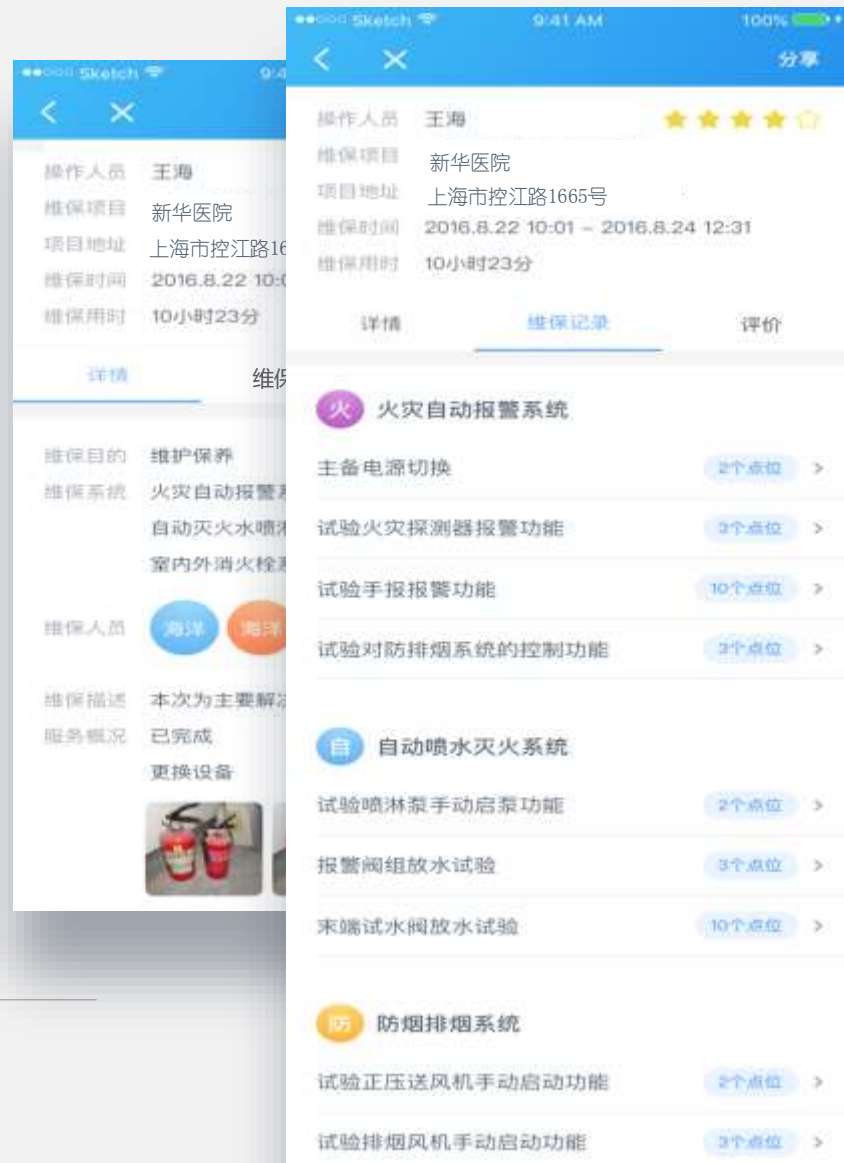 Sketch
9:4
操作人员 王海
维保项目 新华医院
项目地址 上海市控江路16
维保时间 2016.8.22 10:0
维保用时 10小时23分
详情 维保
维保目的 维护保养
维保系统 火灾自动报警系
自动灭火水喷淋
室内外消火栓系
维保人员 海洋 海洋
维保描述 本次为主要解决
服务概况 已完成
更换设备
Sketch 9:41 AM 100%
分享
操作人员 王海
维保项目 新华医院
项目地址 上海市控江路1665号
维保时间 2016.8.22 10:01 – 2016.8.24 12:31
维保用时 10小时23分
详情 维保记录 评价
火 火灾自动报警系统
主备电源切换 2个点位 >
试验火灾探测器报警功能 3个点位 >
试验手报报警功能 10个点位 >
试验对防排烟系统的控制功能 3个点位 >
自 自动喷水灭火系统
试验喷淋泵手动启泵功能 2个点位 >
报警阀组放水试验 3个点位 >
末端试水阀放水试验 10个点位 >
防 防烟排烟系统
试验正压送风机手动启动功能 2个点位 >
试验排烟风机手动启动功能 3个点位 >